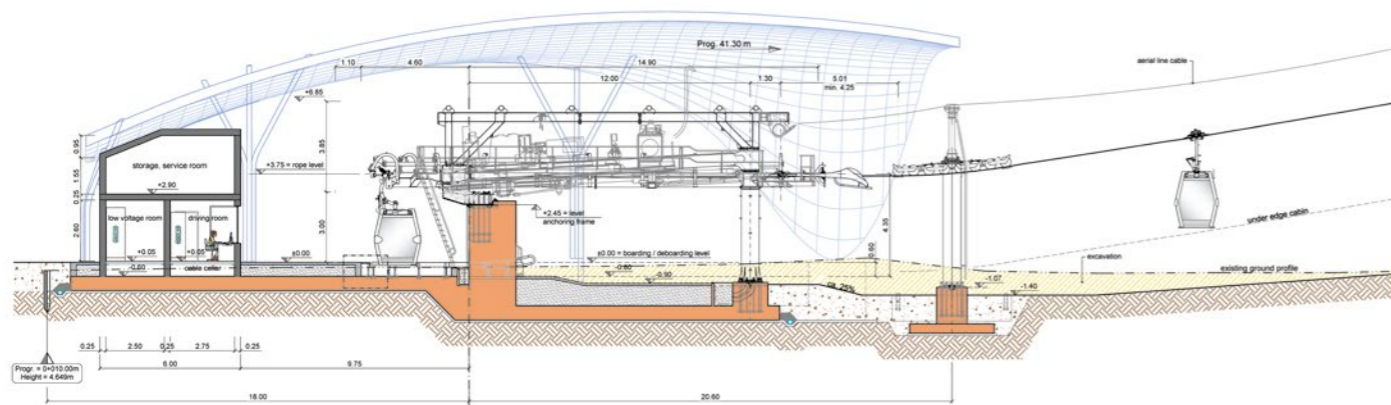 Prog. 41.30 m
1.10
4.60
14.90
aerial line cable
12.00
1.30
5.01
min. 4.25
+6.85
0.95
storage, service room
3.85
1.55
+3.75 = rope level
+2.90
0.25
+2.45 = level
anchoring frame
low voltage room
driving room
3.00
4.35
under edge cabin
2.60
+0.05
+0.05
±0.00
±0.00 = boarding / deboarding level
0.60
excavation
-0.60
cable celler
-0.60
-0.90
existing ground profile
Gll. 25%
-1.07
-1.40
0.25
2.50
0.25
2.75
0.25
Progr. = 0+010.00m
Height = 4.649m
6.00
9.75
18.00
20.60